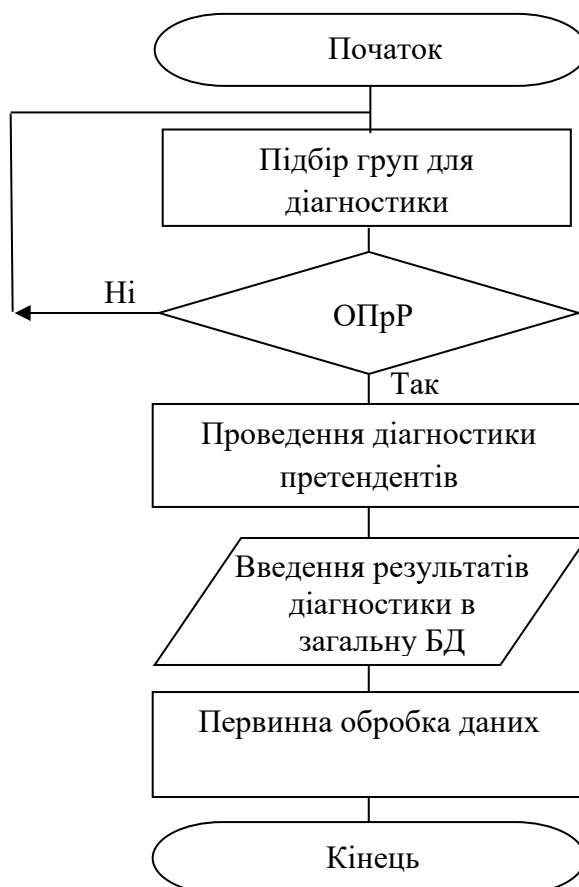 Початок
Підбір груп для
діагностики
Ні
ОПрР
Так
Проведення діагностики
претендентів
Введення результатів
діагностики в
загальну БД
Первинна обробка даних
Кінець